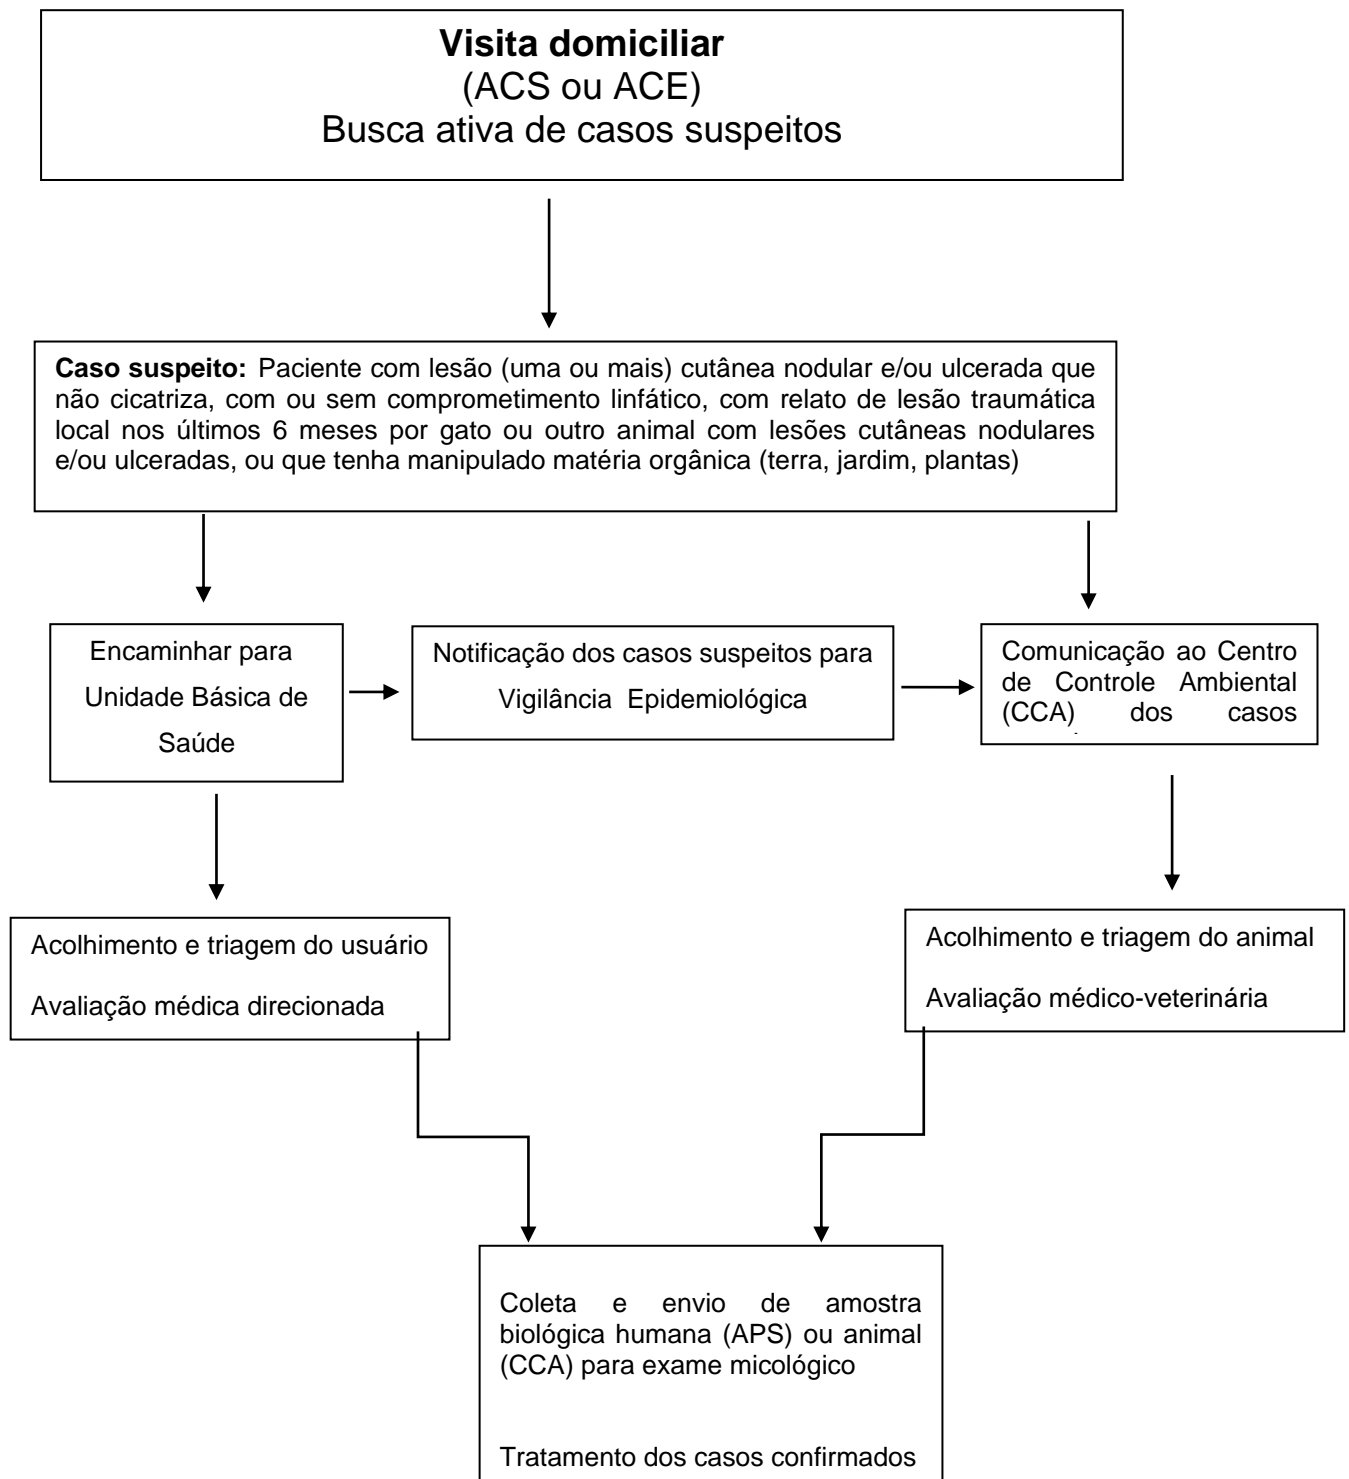 Visita domiciliar
(ACS ou ACE)
Busca ativa de casos suspeitos
Caso suspeito: Paciente com lesão (uma ou mais) cutânea nodular e/ou ulcerada que
não cicatriza, com ou sem comprometimento linfático, com relato de lesão traumática
local nos últimos 6 meses por gato ou outro animal com lesões cutâneas nodulares
e/ou ulceradas, ou que tenha manipulado matéria orgânica (terra, jardim, plantas)
Encaminhar para
Unidade Básica de
Saúde
Notificação dos casos suspeitos para
Vigilância Epidemiológica
Comunicação ao Centro
de Controle Ambiental
(CCA) dos casos
Acolhimento e triagem do usuário
Avaliação médica direcionada
Acolhimento e triagem do animal
Avaliação médico-veterinária
Coleta e envio de amostra
biológica humana (APS) ou animal
(CCA) para exame micológico
Tratamento dos casos confirmados